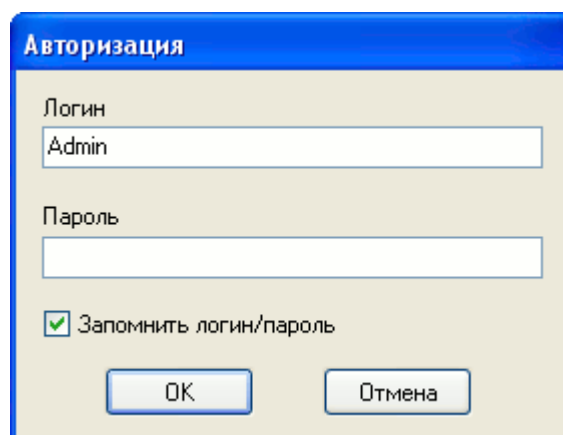 Авторизация
Логин
Admin
Пароль
Запомнить логин/пароль
OK Отмена